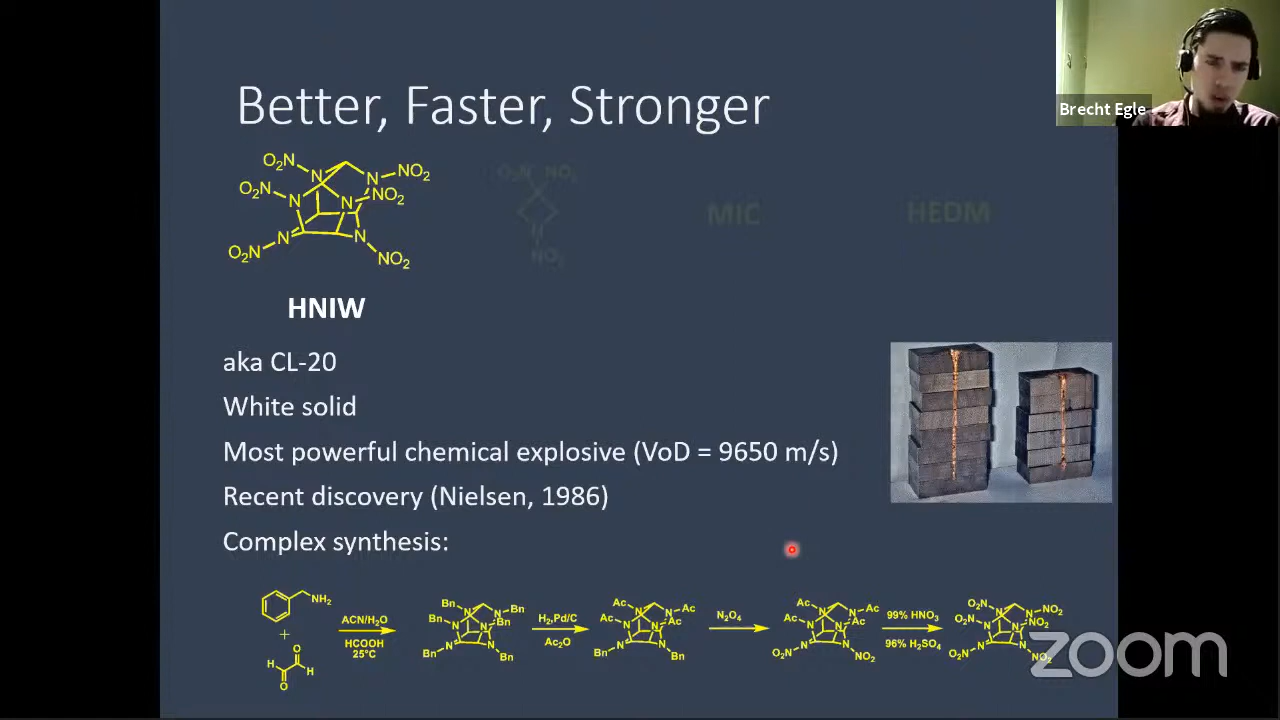 Better, Faster, Stronger
Brecht Egle
O₂N
NO₂
O₂N
NO₂
N
N
N
N
N
N
O₂N
NO₂
O₂N NO₂
N
NO₂
MIC
HEDM
HNIW
aka CL-20
White solid
Most powerful chemical explosive (VoD = 9650 m/s)
Recent discovery (Nielsen, 1986)
Complex synthesis:
NH₂
+
O
H
H
O
ACN/H₂O
HCOOH
25°C
Bn
Bn
Bn
Bn
Bn
Bn
H₂,Pd/C
Ac₂O
Ac
Ac
Ac
Ac
Bn
Bn
N₂O₄
Ac
Ac
Ac
Ac
O₂N
NO₂
99% HNO₃
96% H₂SO₄
O₂N
NO₂
O₂N
NO₂
O₂N
NO₂
zoom